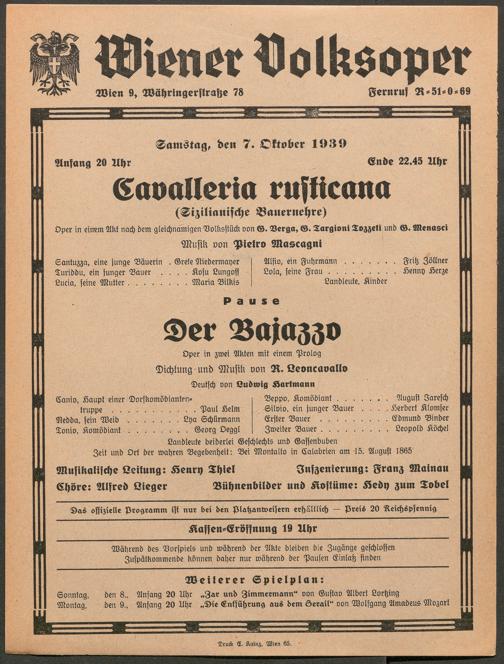 Wiener Volksoper
Wien 9, Währingerstraße 78 Fernruf R-51-0-69
Samstag, den 7. Oktober 1939
Anfang 20 Uhr Ende 22.45 Uhr
Cavalleria rusticana
(Sizilianische Bauernehre)
Oper in einem Akt nach dem gleichnamigen Volksstück von G. Verga, G. Targioni Tozzeti und G. Menasci
Musik von Pietro Mascagni
Santuzza, eine junge Bäuerin . Grete Niedermayer
Turiddu, ein junger Bauer . . . . Kosu Lungoff
Lucia, seine Mutter . . . . . . . . Maria Bilkis
Alfio, ein Fuhrmann . . . . . . . Fritz Zöllner
Lola, seine Frau . . . . . . . . . . Henny Herze
Landleute, Kinder
Pause
Der Bajazzo
Oper in zwei Akten mit einem Prolog
Dichtung und Musik von R. Leoncavallo
Deutsch von Ludwig Hartmann
Canio, Haupt einer Dorfkomödianten-
truppe . . . . . . . . . . . Paul Helm
Nedda, sein Weib . . . . . Lya Schürmann
Tonio, Komödiant . . . . . . . Georg Oeggl
Beppo, Komödiant . . . . . . August Jaresch
Silvio, ein junger Bauer . . . Herbert Klomser
Erster Bauer . . . . . . . . Edmund Binder
Zweiter Bauer . . . . . . . . Leopold Köchel
Landleute beiderlei Geschlechts und Gassenbuben
Zeit und Ort der wahren Begebenheit: Bei Montalto in Calabrien am 15. August 1865
Musikalische Leitung: Henry Thiel Inszenierung: Franz Mainau
Chöre: Alfred Lieger Bühnenbilder und Kostüme: Hedy zum Tobel
Das offizielle Programm ist nur bei den Platzanweisern erhältlich — Preis 20 Reichspfennig
Kassen-Eröffnung 19 Uhr
Während des Vorspiels und während der Akte bleiben die Zugänge geschlossen
Zuspätkommende können daher nur während der Pausen Einlaß finden
Weiterer Spielplan:
Sonntag, den 8., Anfang 20 Uhr „Zar und Zimmermann" von Gustav Albert Lortzing
Montag, den 9., Anfang 20 Uhr „Die Entführung aus dem Serail" von Wolfgang Amadeus Mozart
Druck C. Kainz, Wien 65.